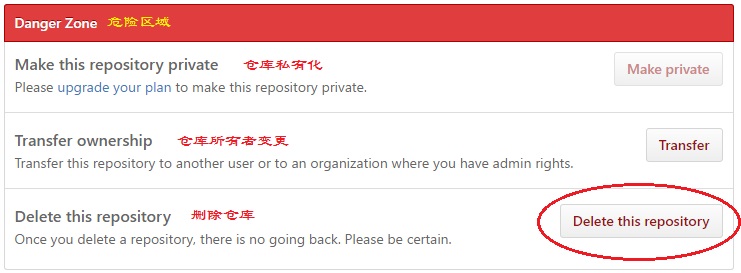 Danger Zone 危险区域
Make this repository private 仓库私有化
Make private
Please upgrade your plan to make this repository private.
Transfer ownership 仓库所有者变更
Transfer
Transfer this repository to another user or to an organization where you have admin rights.
Delete this repository 删除仓库
Delete this repository
Once you delete a repository, there is no going back. Please be certain.